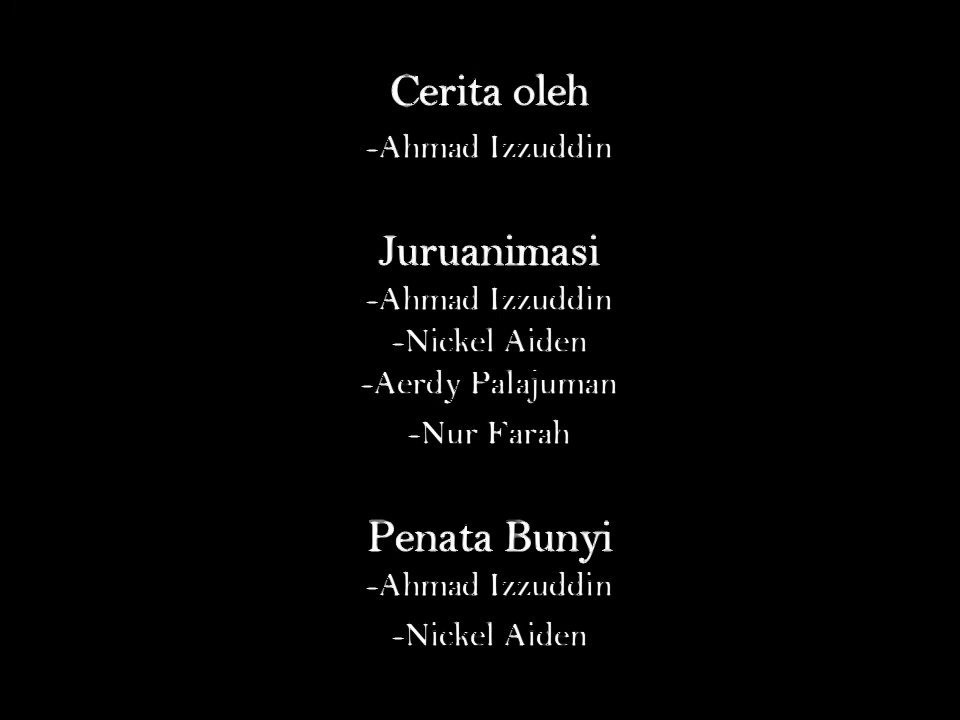 Cerita oleh
-Ahmad Izzuddin
Juruanimasi
-Ahmad Izzuddin
-Nickel Aiden
-Aerdy Palajuman
-Nur Farah
Penata Bunyi
-Ahmad Izzuddin
-Nickel Aiden